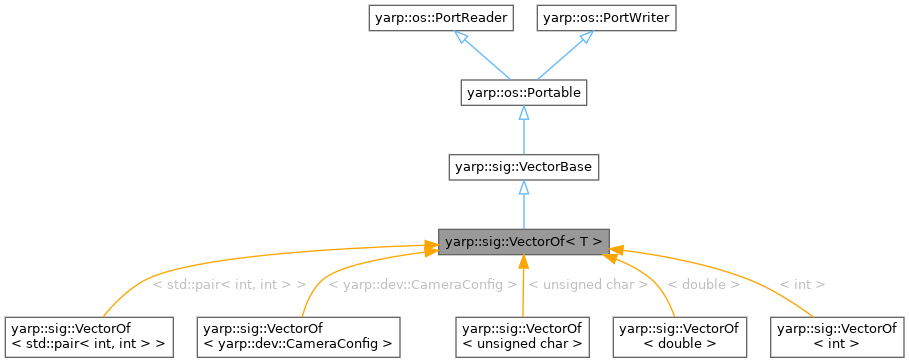 yarp::os::PortReader
yarp::os::PortWriter
yarp::os::Portable
yarp::sig::VectorBase
yarp::sig::VectorOf< T >
< std::pair< int, int > >
< yarp::dev::CameraConfig >
< unsigned char >
< double >
< int >
yarp::sig::VectorOf
< std::pair< int, int > >
yarp::sig::VectorOf
< yarp::dev::CameraConfig >
yarp::sig::VectorOf
< unsigned char >
yarp::sig::VectorOf
< double >
yarp::sig::VectorOf
< int >